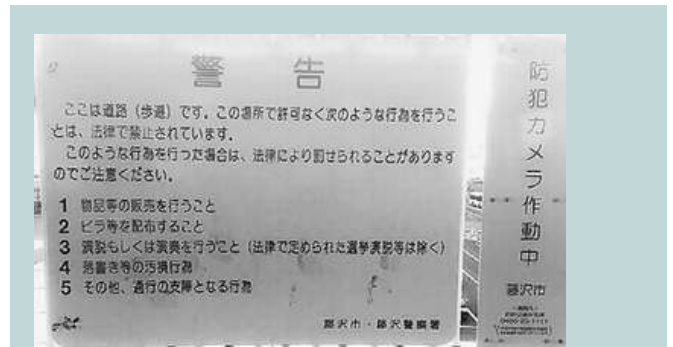 警告
ここは道路（歩道）です。この場所で許可なく次のような行為を行うこ
とは、法律で禁止されています。
このような行為を行った場合は、法律により罰せられることがあります
のでご注意ください。
1 物品等の販売を行うこと
2 ビラ等を配布すること
3 演説もしくは演奏を行うこと（法律で定められた選挙演説等は除く）
4 落書き等の汚損行為
5 その他、通行の支障となる行為
藤沢市・藤沢警察署
防犯カメラ作動中
藤沢市